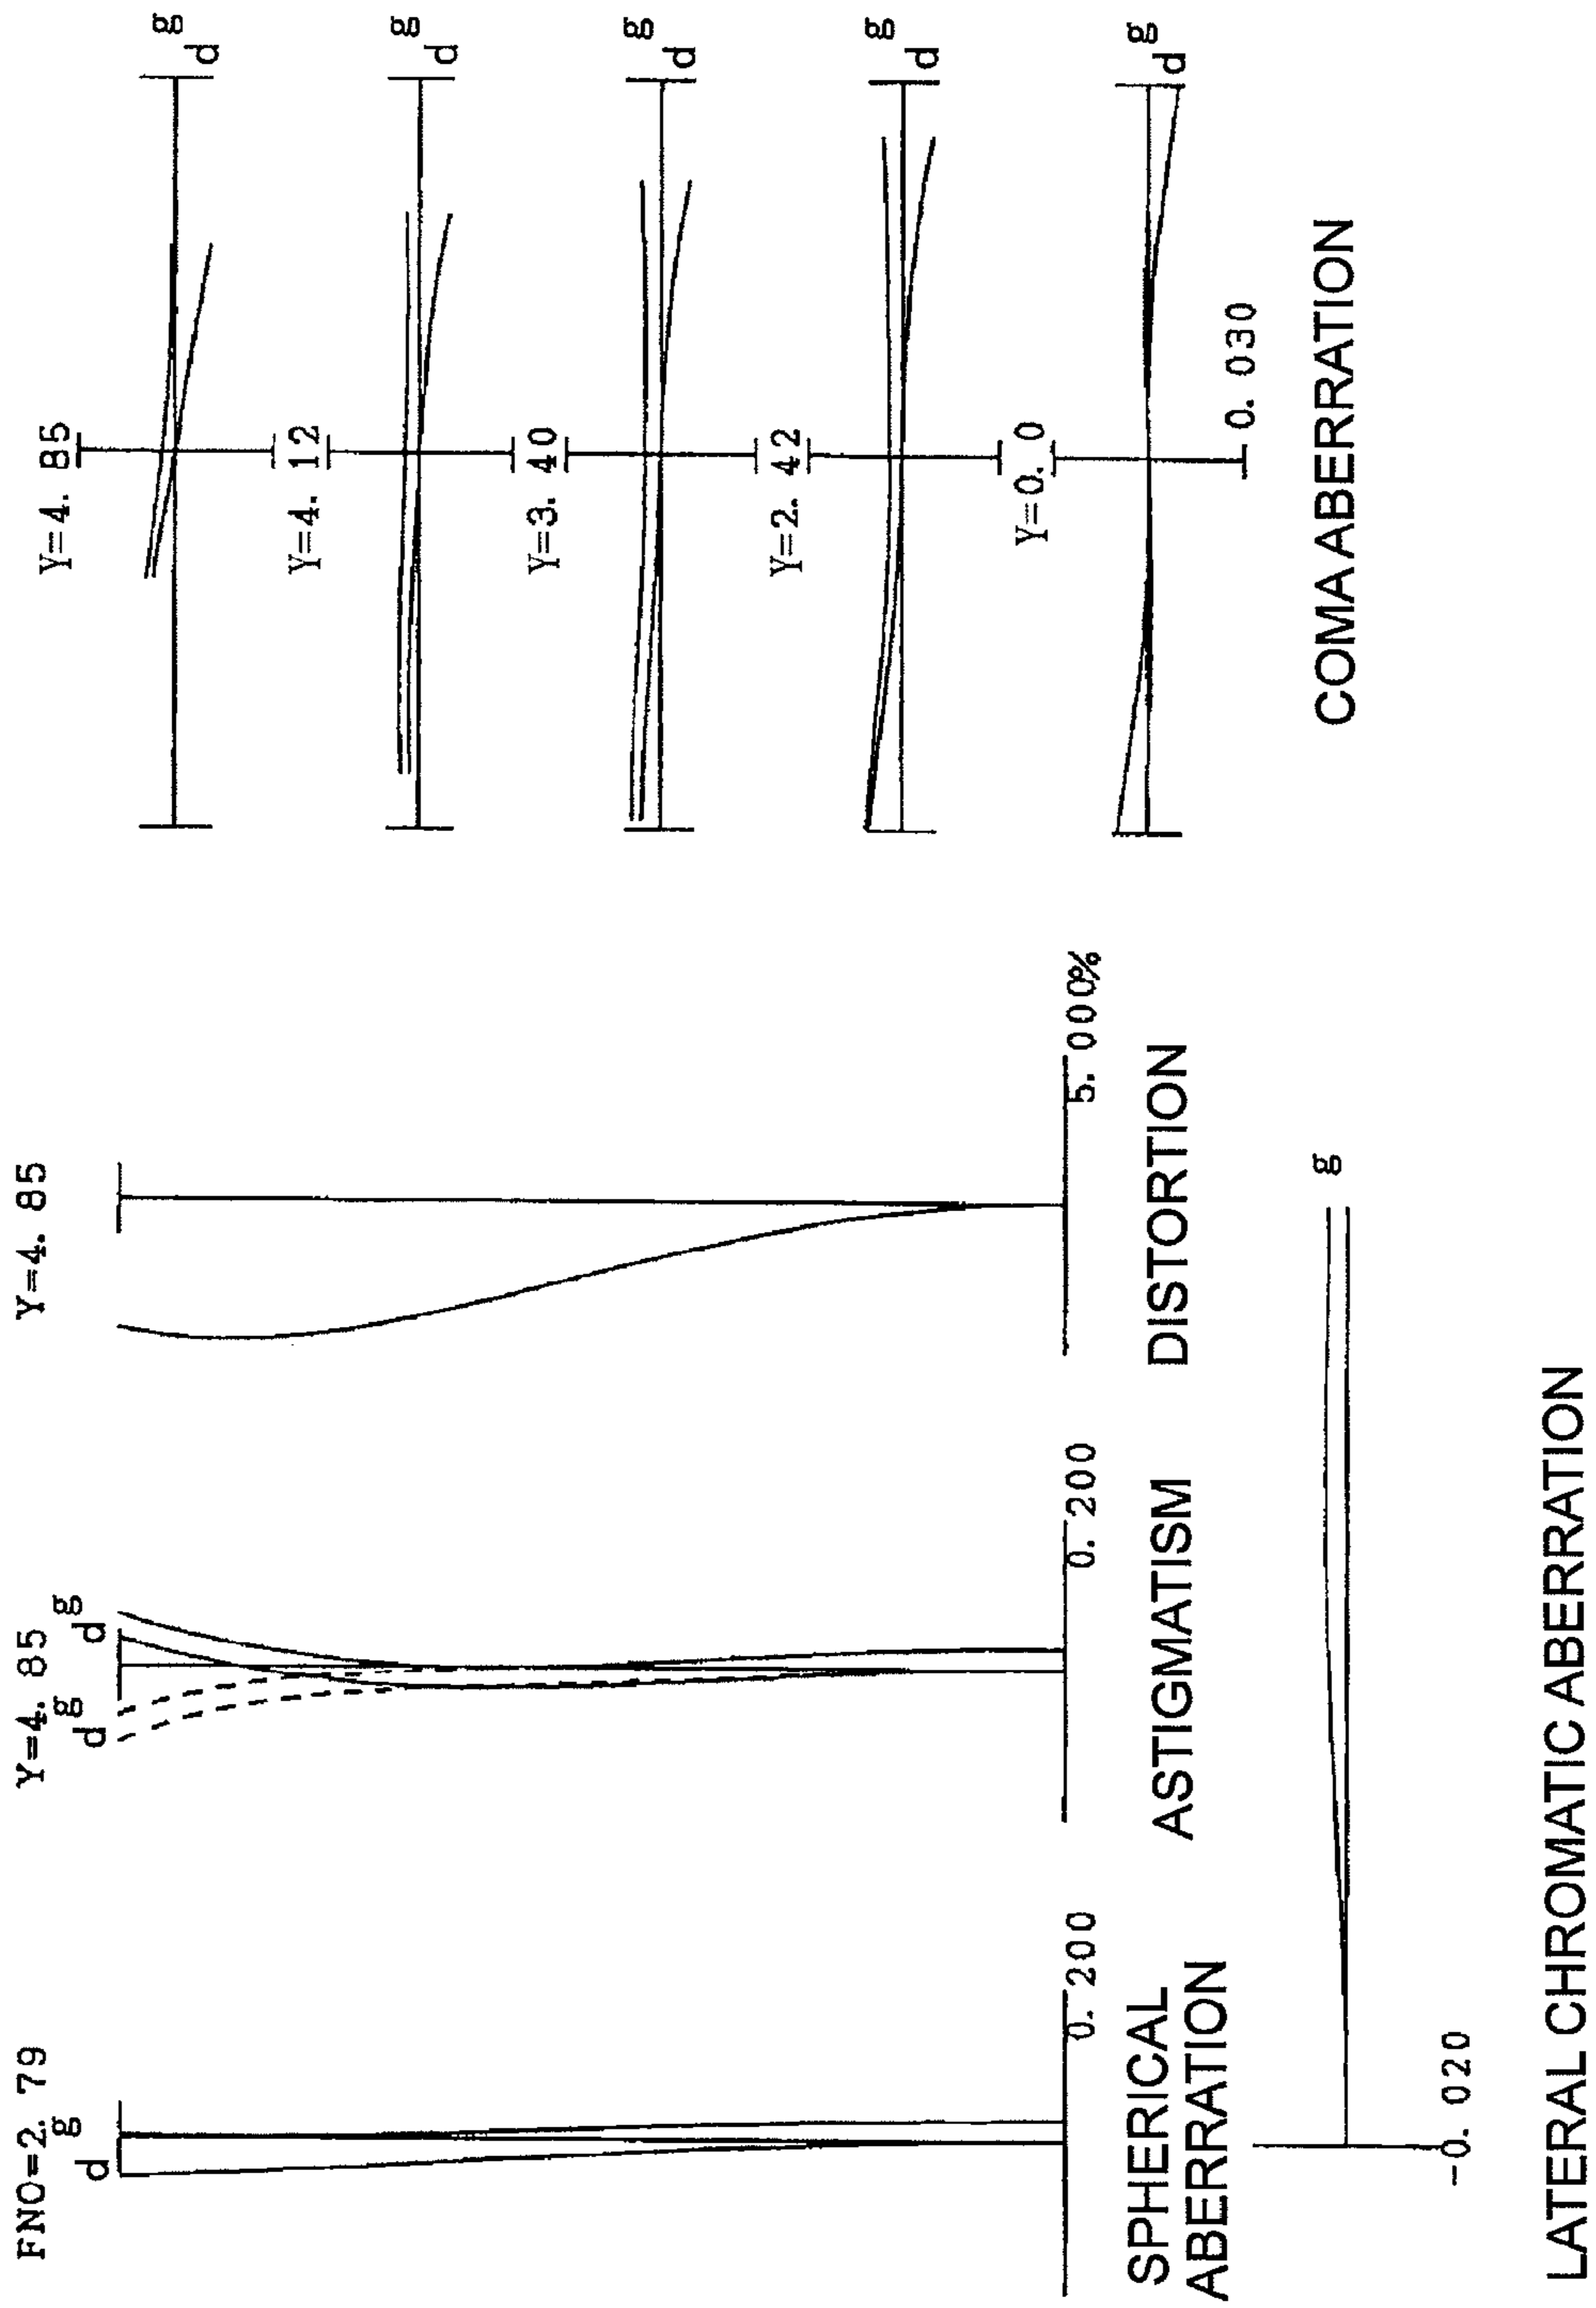 FNO=2. 79
d
g
0. 200
SPHERICAL
ABERRATION
Y=4. 85
d
g
d
g
0. 200
ASTIGMATISM
Y=4. 85
5. 000%
DISTORTION
Y=4. 85
g
d
Y=4. 12
g
d
Y=3. 40
g
d
Y=2. 42
g
d
Y=0. 0
g
d
0. 030
COMA ABERRATION
g
-0. 020
LATERAL CHROMATIC ABERRATION